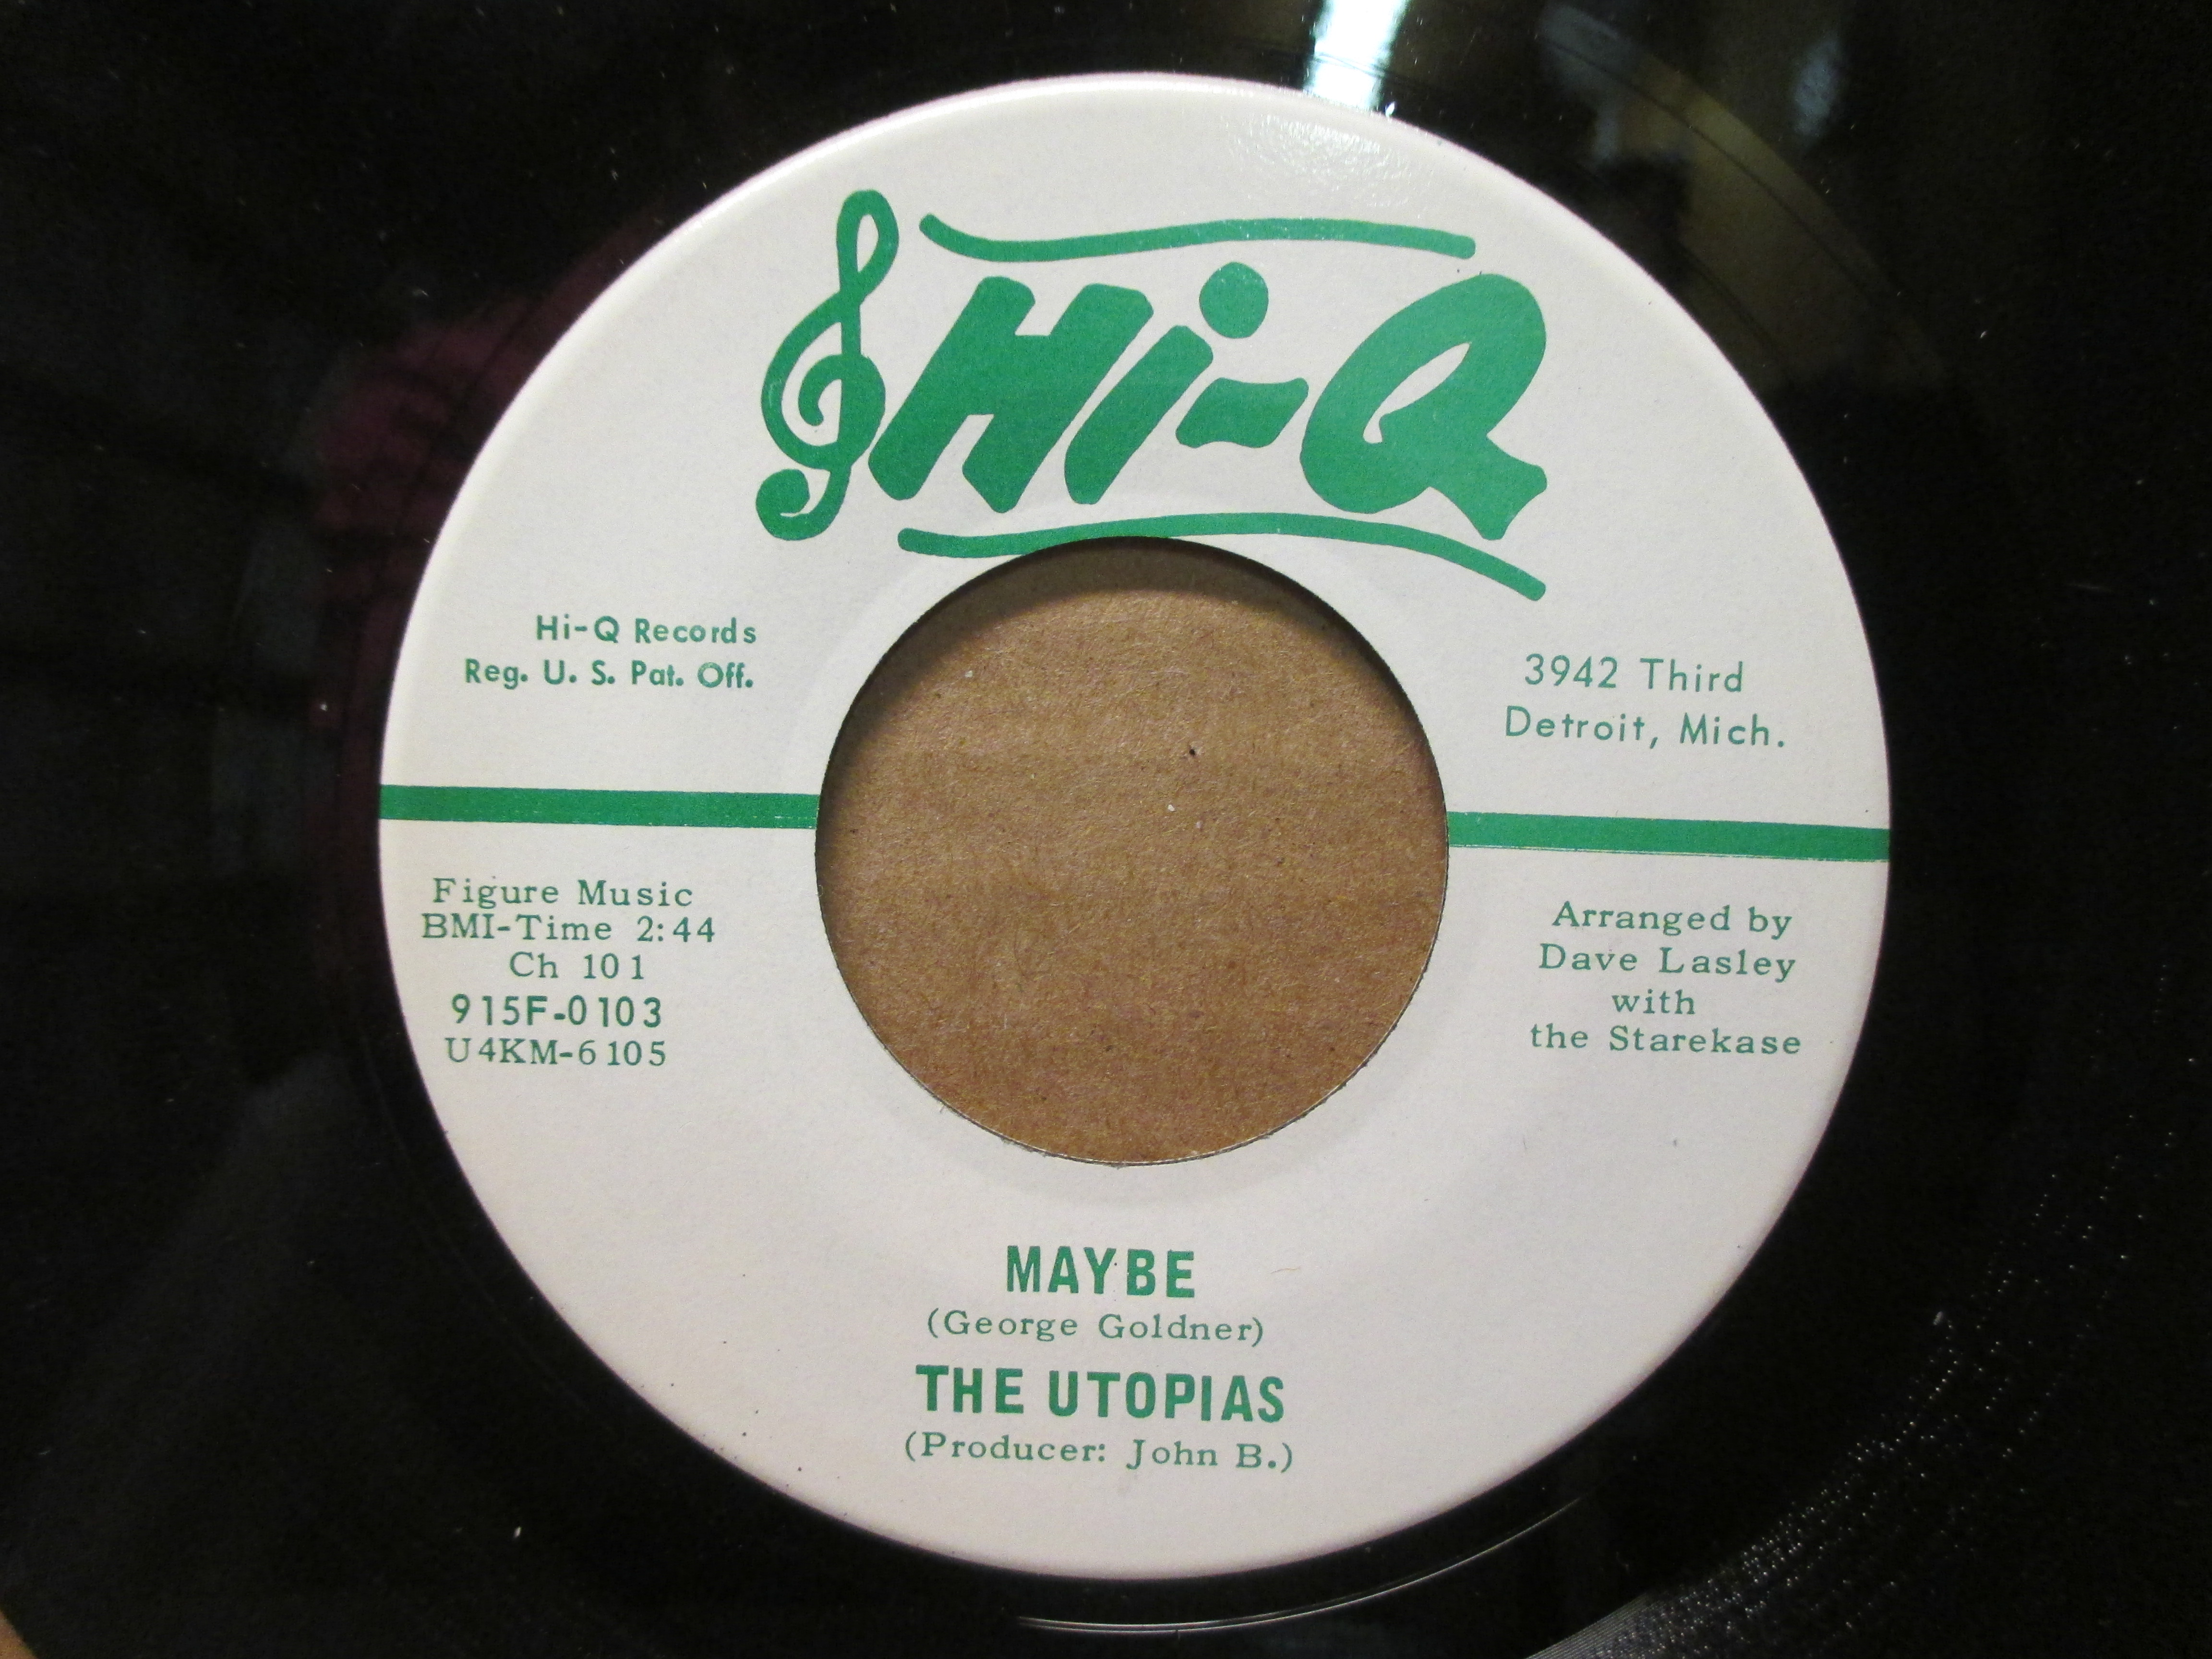 Hi-Q
Hi-Q Records
Reg. U. S. Pat. Off.
3942 Third
Detroit, Mich.
Figure Music
BMI-Time 2:44
Ch 101
915F-0103
U4KM-6105
Arranged by
Dave Lasley
with
the Starekase
MAYBE
(George Goldner)
THE UTOPIAS
(Producer: John B.)